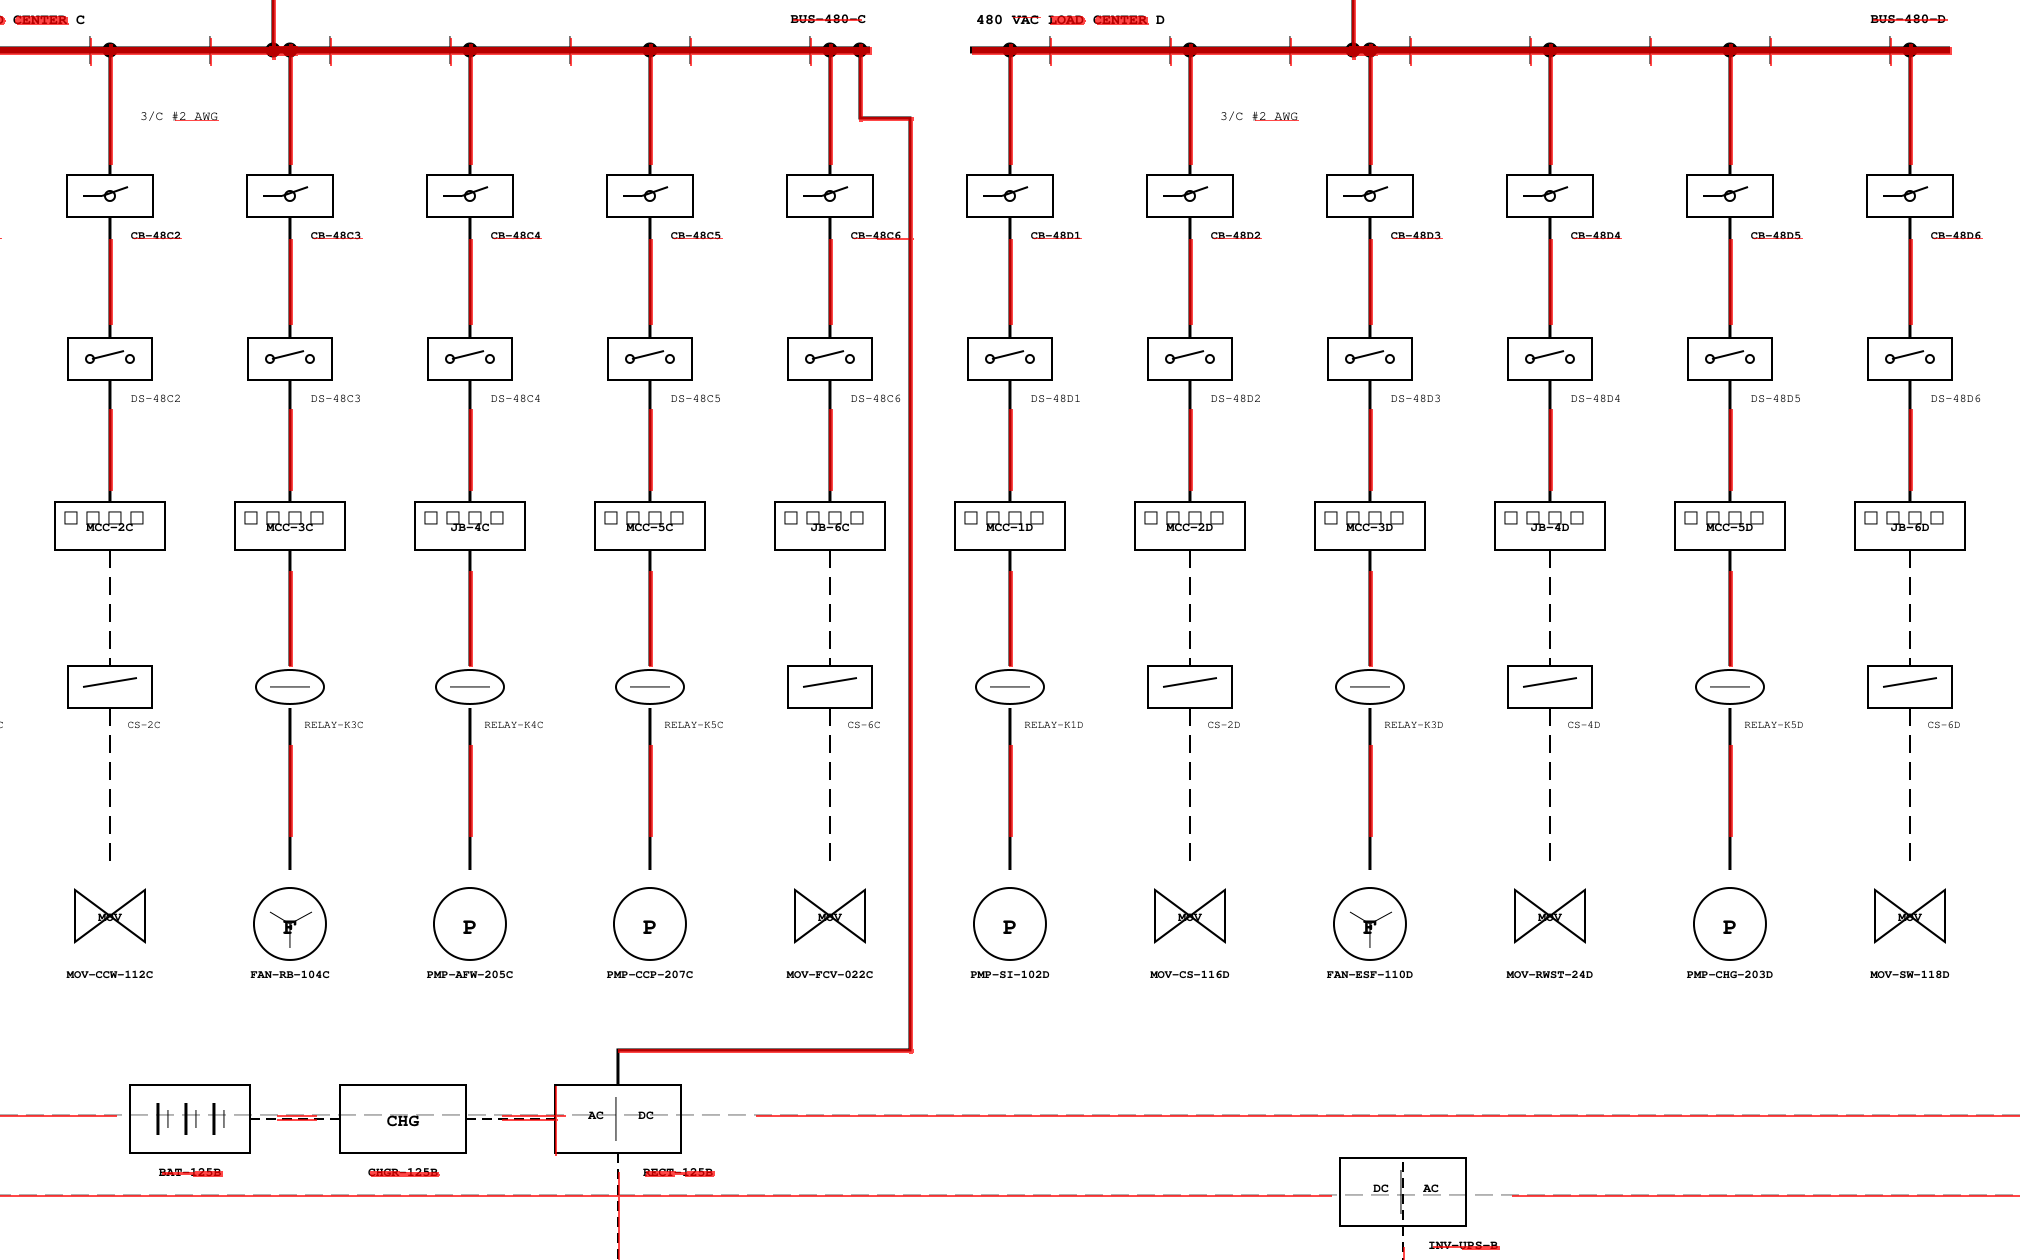 CENTER C
BUS-480-C
480 VAC LOAD CENTER D
BUS-480-D
3/C #2 AWG
3/C #2 AWG
CB-48C2
CB-48C3
CB-48C4
CB-48C5
CB-48C6
CB-48D1
CB-48D2
CB-48D3
CB-48D4
CB-48D5
CB-48D6
DS-48C2
DS-48C3
DS-48C4
DS-48C5
DS-48C6
DS-48D1
DS-48D2
DS-48D3
DS-48D4
DS-48D5
DS-48D6
MCC-2C
MCC-3C
JB-4C
MCC-5C
JB-6C
MCC-1D
MCC-2D
MCC-3D
JB-4D
MCC-5D
JB-6D
CS-2C
RELAY-K3C
RELAY-K4C
RELAY-K5C
CS-6C
RELAY-K1D
CS-2D
RELAY-K3D
CS-4D
RELAY-K5D
CS-6D
MOV
F
P
P
MOV
P
MOV
F
MOV
P
MOV
MOV-CCW-112C
FAN-RB-104C
PMP-AFW-205C
PMP-CCP-207C
MOV-FCV-022C
PMP-SI-102D
MOV-CS-116D
FAN-ESF-110D
MOV-RWST-24D
PMP-CHG-203D
MOV-SW-118D
CHG
AC DC
BAT-125B
CHGR-125B
RECT-125B
DC AC
INV-UPS-B